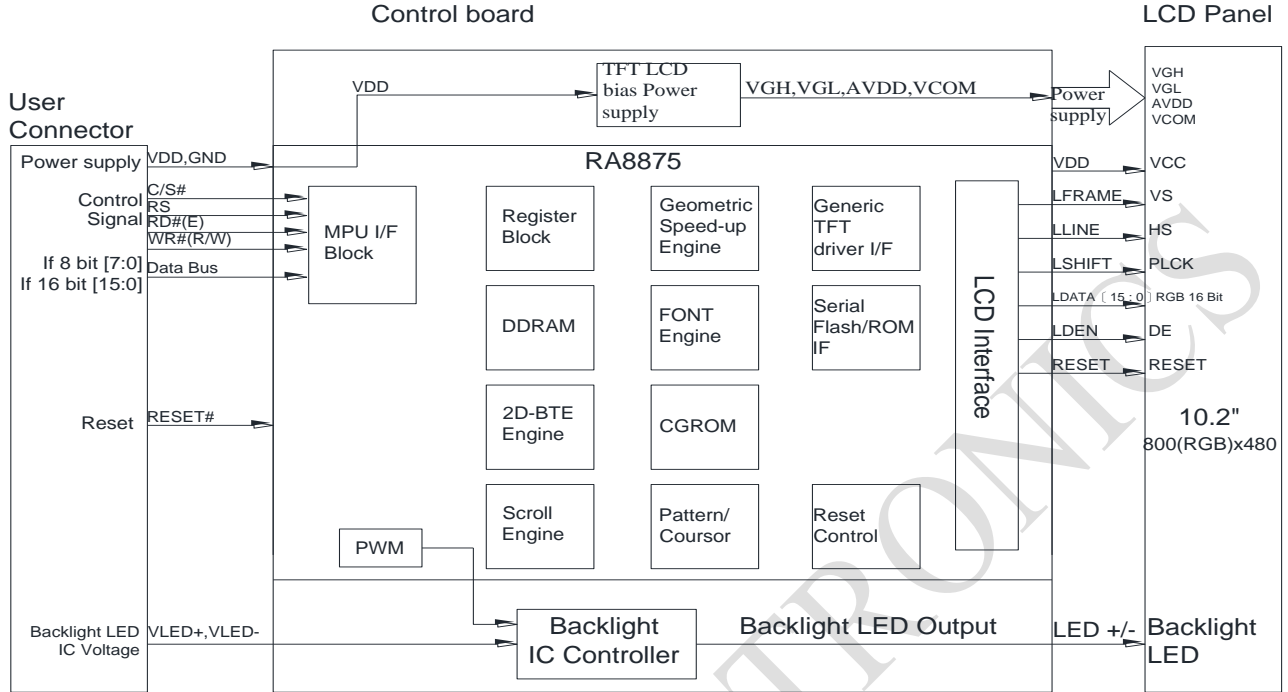 Control board
LCD Panel
User
Connector
Power supply
Control
Signal
If 8 bit [7:0]
If 16 bit [15:0]
Reset
Backlight LED
IC Voltage
VDD,GND
C/S#
RS
RD#(E)
WR#(R/W)
Data Bus
RESET#
VLED+,VLED-
VDD
TFT LCD
bias Power
supply
VGH,VGL,AVDD,VCOM
RA8875
MPU I/F
Block
Register
Block
Geometric
Speed-up
Engine
Generic
TFT
driver I/F
DDRAM
FONT
Engine
Serial
Flash/ROM
IF
2D-BTE
Engine
CGROM
Scroll
Engine
Pattern/
Coursor
Reset
Control
PWM
LCD Interface
Backlight
IC Controller
Backlight LED Output
Power
supply
VDD
LFRAME
LLINE
LSHIFT
LDATA〔15:0〕RGB 16 Bit
LDEN
RESET
LED +/-
VGH
VGL
AVDD
VCOM
VCC
VS
HS
PLCK
DE
RESET
10.2"
800(RGB)x480
Backlight
LED
TRONICS